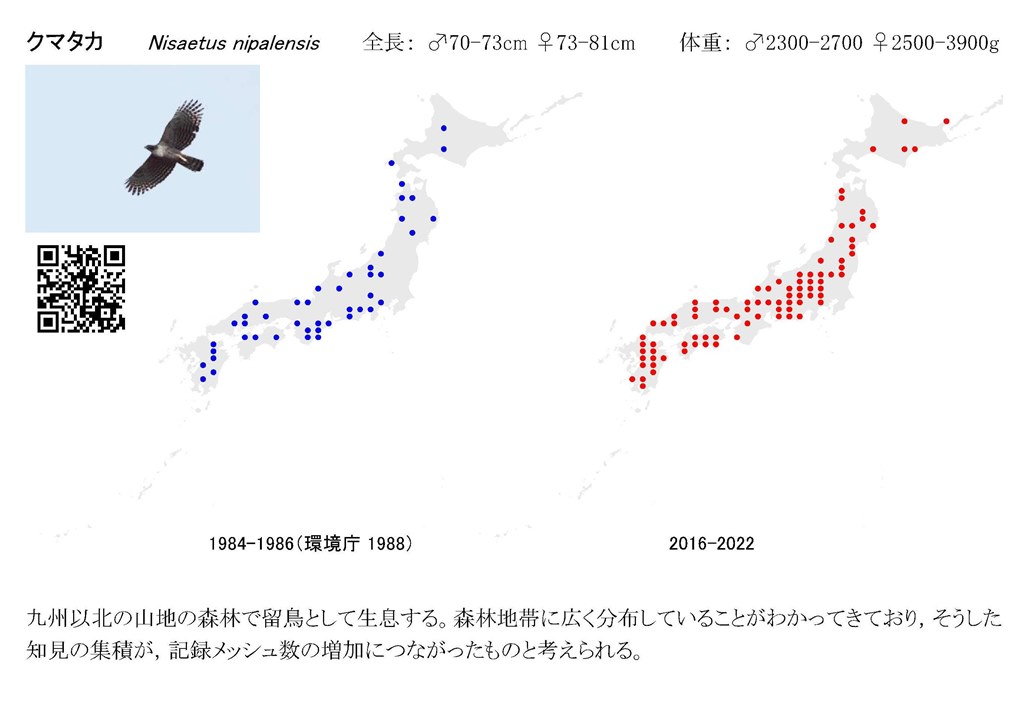 クマタカ Nisaetus nipalensis 全長： ♂70-73cm ♀73-81cm 体重： ♂2300-2700 ♀2500-3900g
1984-1986（環境庁 1988） 2016-2022
九州以北の山地の森林で留鳥として生息する。森林地帯に広く分布していることがわかってきており，そうした
知見の集積が，記録メッシュ数の増加につながったものと考えられる。